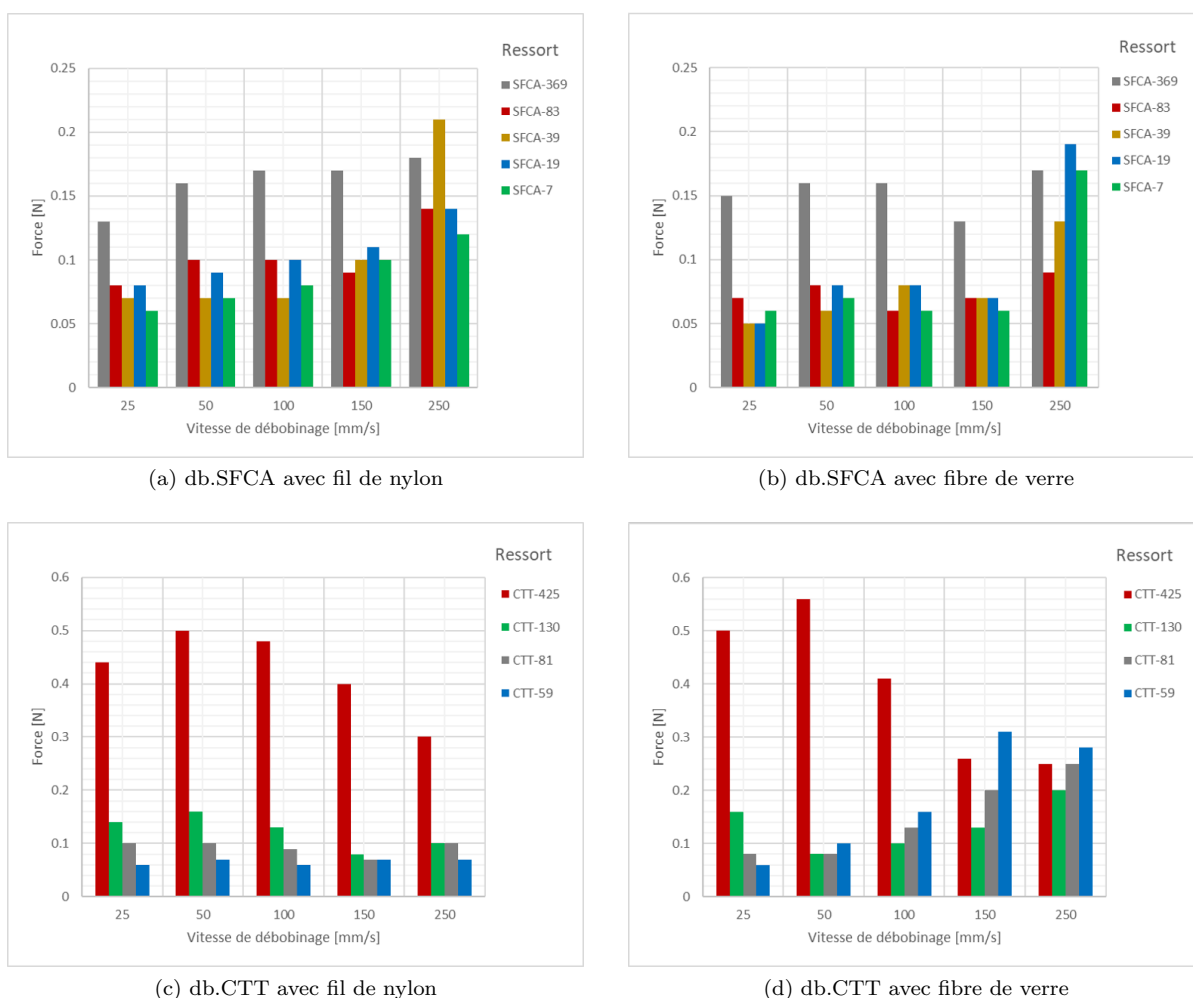 Ressort
0.25
0.2
0.15
0.1
0.05
0
Force [N]
SFCA-369
SFCA-83
SFCA-39
SFCA-19
SFCA-7
25 50 100 150 250
Vitesse de débobinage [mm/s]
(a) db.SFCA avec fil de nylon
Ressort
0.25
0.2
0.15
0.1
0.05
0
Force [N]
SFCA-369
SFCA-83
SFCA-39
SFCA-19
SFCA-7
25 50 100 150 250
Vitesse de débobinage [mm/s]
(b) db.SFCA avec fibre de verre
Ressort
0.6
0.5
0.4
0.3
0.2
0.1
0
Force [N]
CTT-425
CTT-130
CTT-81
CTT-59
25 50 100 150 250
Vitesse de débobinage [mm/s]
(c) db.CTT avec fil de nylon
Ressort
0.6
0.5
0.4
0.3
0.2
0.1
0
Force [N]
CTT-425
CTT-130
CTT-81
CTT-59
25 50 100 150 250
Vitesse de débobinage [mm/s]
(d) db.CTT avec fibre de verre